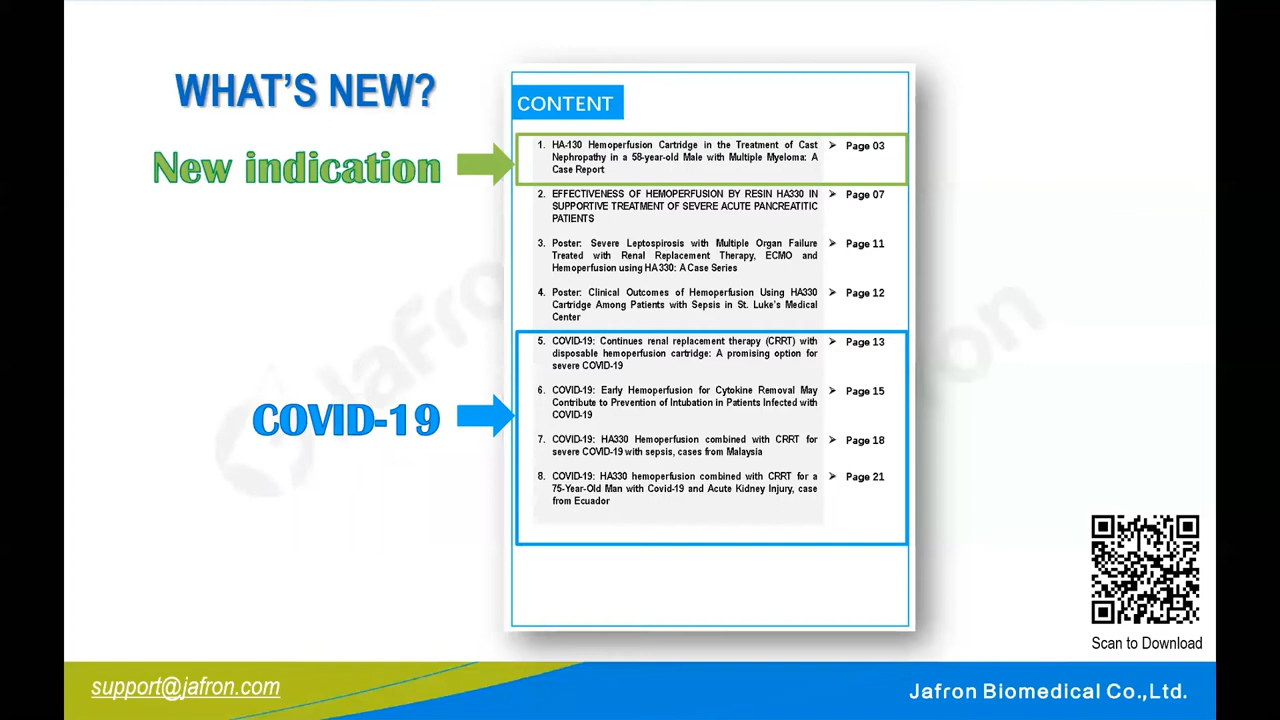 WHAT'S NEW?
New indication
COVID-19
CONTENT
1. HA-130 Hemoperfusion Cartridge in the Treatment of Cast
Nephropathy in a 58-year-old Male with Multiple Myeloma: A
Case Report
➢ Page 03
2. EFFECTIVENESS OF HEMOPERFUSION BY RESIN HA330 IN
SUPPORTIVE TREATMENT OF SEVERE ACUTE PANCREATITIC
PATIENTS
➢ Page 07
3. Poster: Severe Leptospirosis with Multiple Organ Failure
Treated with Renal Replacement Therapy, ECMO and
Hemoperfusion using HA330: A Case Series
➢ Page 11
4. Poster: Clinical Outcomes of Hemoperfusion Using HA330
Cartridge Among Patients with Sepsis in St. Luke's Medical
Center
➢ Page 12
5. COVID-19: Continues renal replacement therapy (CRRT) with
disposable hemoperfusion cartridge: A promising option for
severe COVID-19
➢ Page 13
6. COVID-19: Early Hemoperfusion for Cytokine Removal May
Contribute to Prevention of Intubation in Patients Infected with
COVID-19
➢ Page 15
7. COVID-19: HA330 Hemoperfusion combined with CRRT for
severe COVID-19 with sepsis, cases from Malaysia
➢ Page 18
8. COVID-19: HA330 hemoperfusion combined with CRRT for a
75-Year-Old Man with Covid-19 and Acute Kidney Injury, case
from Ecuador
➢ Page 21
Jafron
Scan to Download
support@jafron.com
Jafron Biomedical Co.,Ltd.